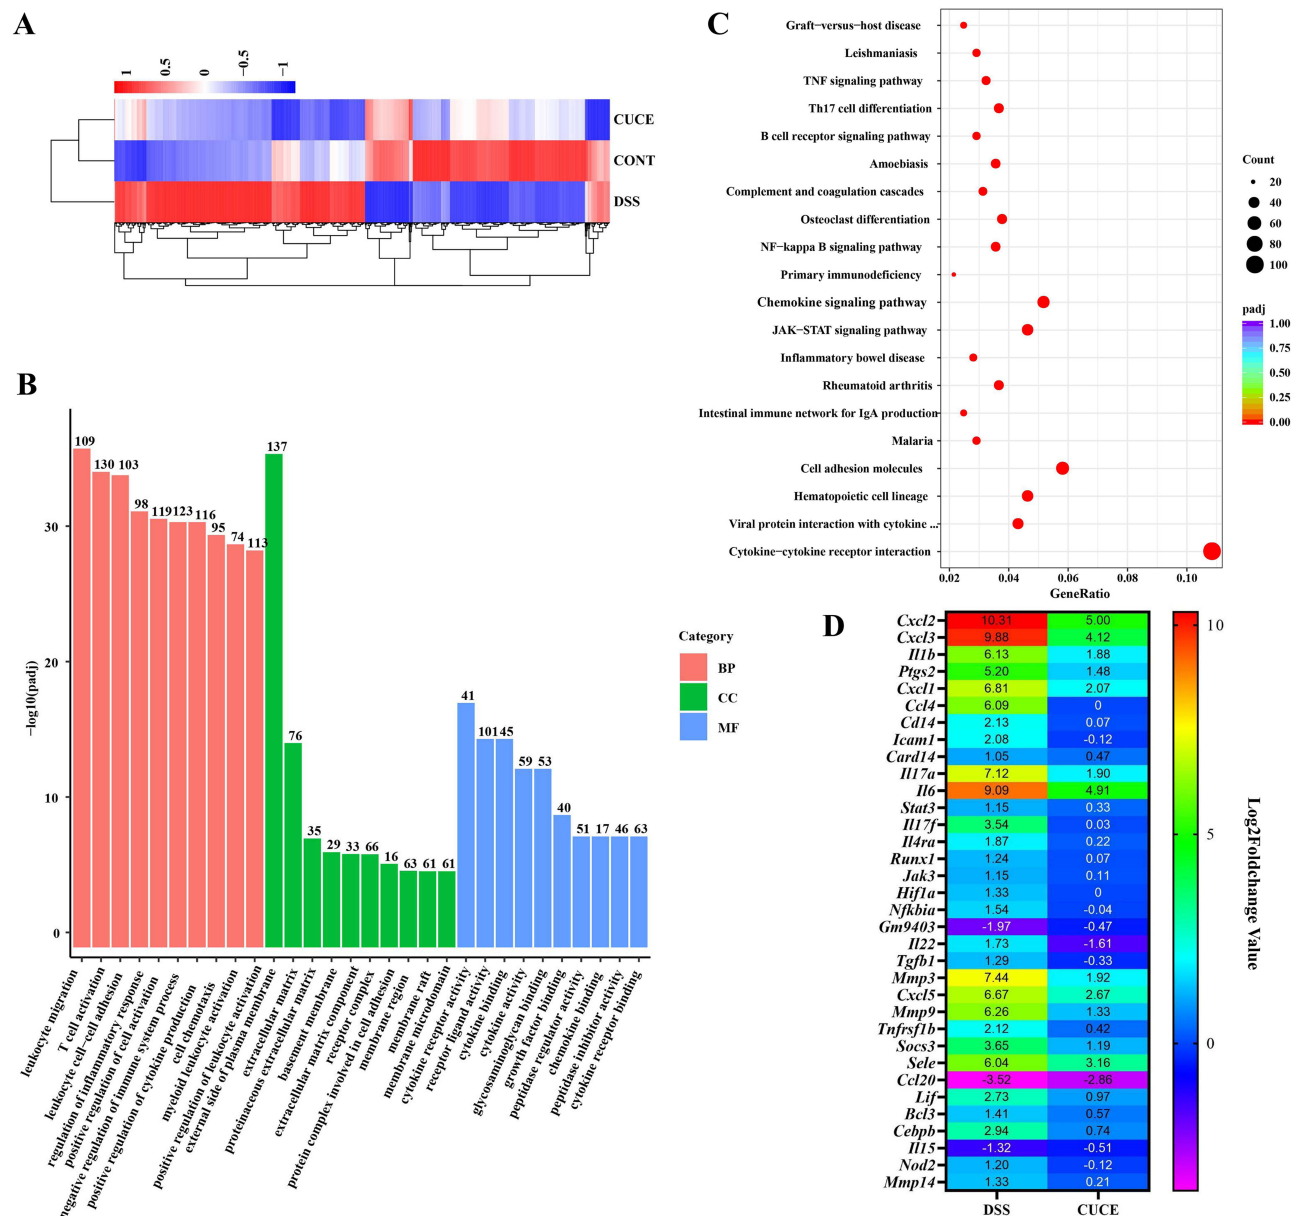 A
1 0.5 0 −0.5 −1
CUCE
CONT
DSS
B
−log10(padj)
30
20
10
0
109
130
103
98
119
123
116
95
74
113
137
76
35
29
33
66
16
63
61
61
41
101
45
59
53
40
51
17
46
63
leukocyte migration
T cell activation
leukocyte cell−cell adhesion
regulation of inflammatory response
positive regulation of cell activation
negative regulation of immune system process
positive regulation of cytokine production
cell chemotaxis
myeloid leukocyte activation
positive regulation of leukocyte activation
external side of plasma membrane
extracellular matrix
proteinaceous extracellular matrix
basement membrane
extracellular matrix component
receptor complex
protein complex involved in cell adhesion
membrane region
membrane raft
membrane microdomain
cytokine receptor activity
receptor ligand activity
cytokine binding
cytokine activity
glycosaminoglycan binding
growth factor binding
peptidase regulator activity
chemokine binding
peptidase inhibitor activity
cytokine receptor binding
Category
BP
CC
MF
C
Graft−versus−host disease
Leishmaniasis
TNF signaling pathway
Th17 cell differentiation
B cell receptor signaling pathway
Amoebiasis
Complement and coagulation cascades
Osteoclast differentiation
NF−kappa B signaling pathway
Primary immunodeficiency
Chemokine signaling pathway
JAK−STAT signaling pathway
Inflammatory bowel disease
Rheumatoid arthritis
Intestinal immune network for IgA production
Malaria
Cell adhesion molecules
Hematopoietic cell lineage
Viral protein interaction with cytokine ...
Cytokine−cytokine receptor interaction
0.02 0.04 0.06 0.08 0.10
GeneRatio
Count
20
40
60
80
100
padj
1.00
0.75
0.50
0.25
0.00
D
Cxcl2 10.31 5.00
Cxcl3 9.88 4.12
Il1b 6.13 1.88
Ptgs2 5.20 1.48
Cxcl1 6.81 2.07
Ccl4 6.09 0
Cd14 2.13 0.07
Icam1 2.08 -0.12
Card14 1.05 0.47
Il17a 7.12 1.90
Il6 9.09 4.91
Stat3 1.15 0.33
Il17f 3.54 0.03
Il4ra 1.87 0.22
Runx1 1.24 0.07
Jak3 1.15 0.11
Hif1a 1.33 0
Nfkbia 1.54 -0.04
Gm9403 -1.97 -0.47
Il22 1.73 -1.61
Tgfb1 1.29 -0.33
Mmp3 7.44 1.92
Cxcl5 6.67 2.67
Mmp9 6.26 1.33
Tnfrsf1b 2.12 0.42
Socs3 3.65 1.19
Sele 6.04 3.16
Ccl20 -3.52 -2.86
Lif 2.73 0.97
Bcl3 1.41 0.57
Cebpb 2.94 0.74
Il15 -1.32 -0.51
Nod2 1.20 -0.12
Mmp14 1.33 0.21
DSS CUCE
10
5
0
Log2Foldchange Value